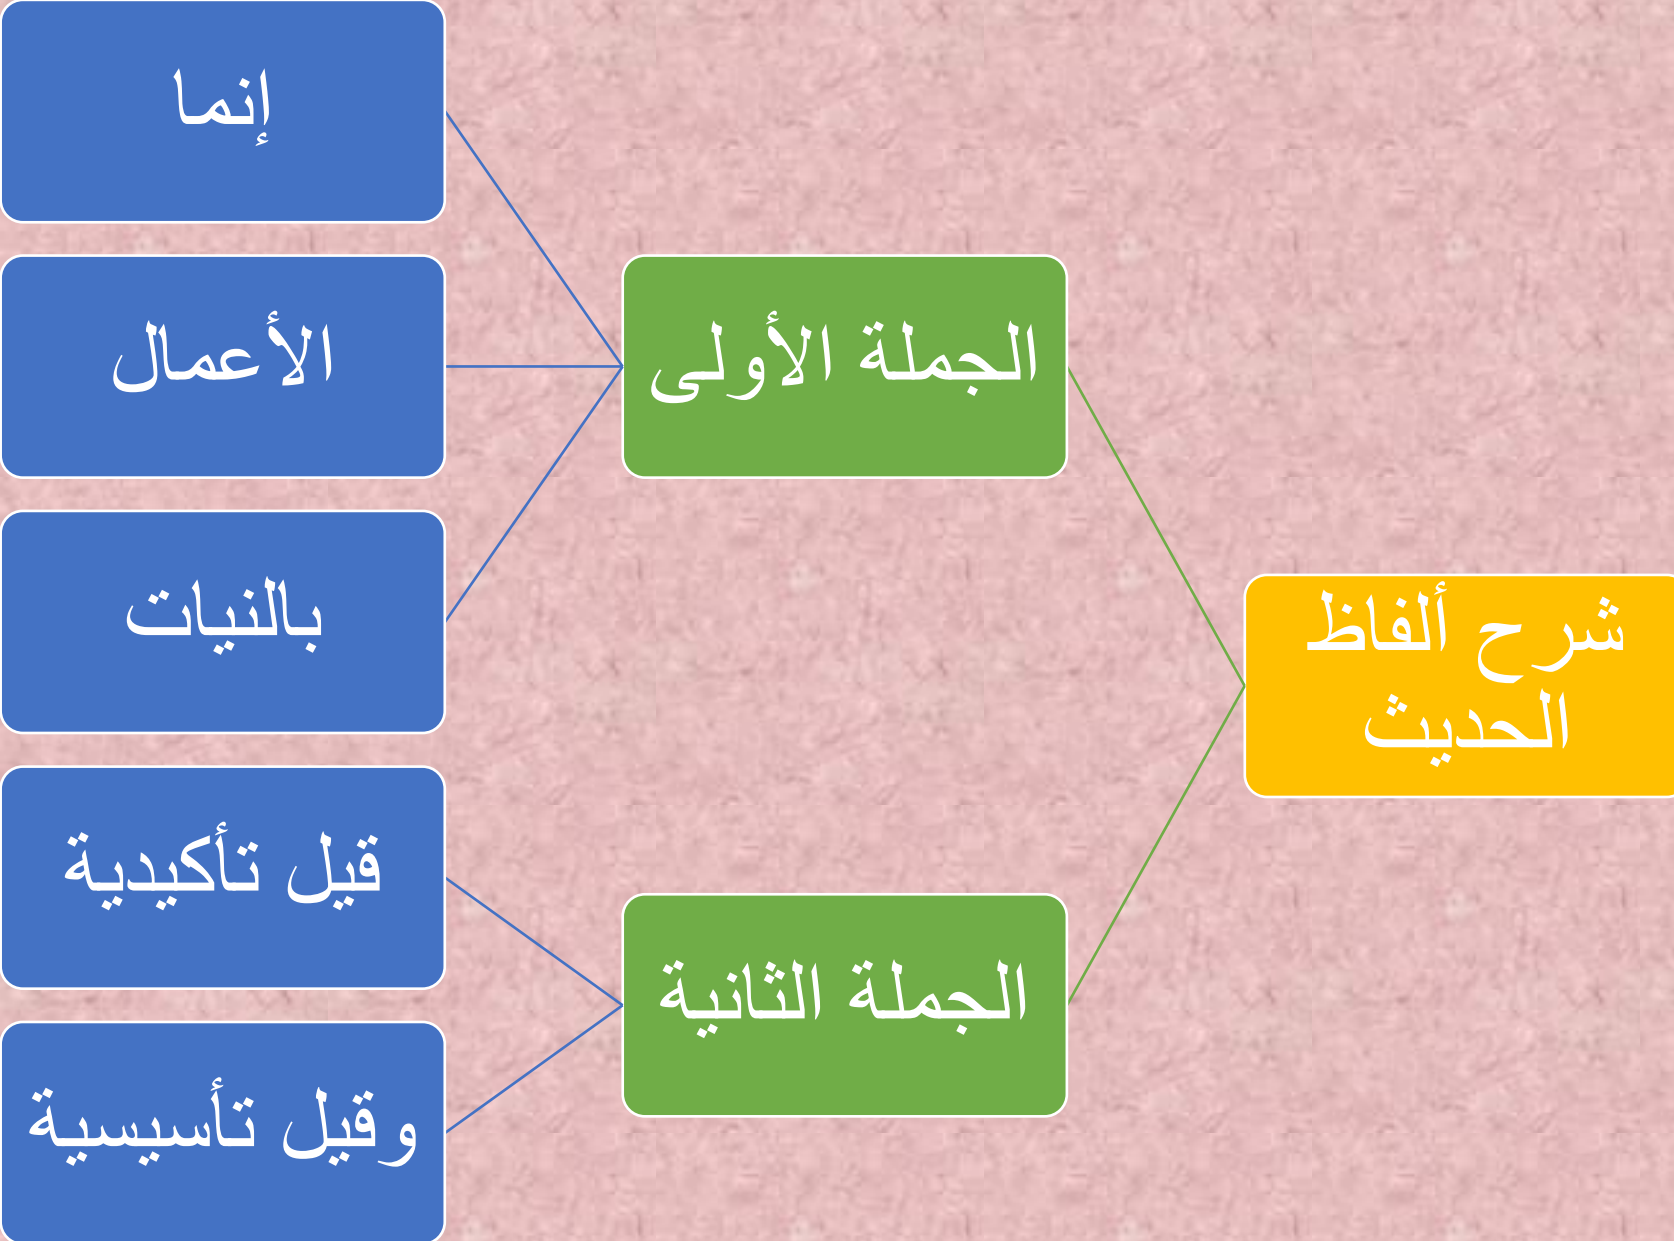 شرح ألفاظ
الحديث
الجملة الأولى
إنما
الأعمال
بالنيات
الجملة الثانية
قيل تأكيدية
وقيل تأسيسية